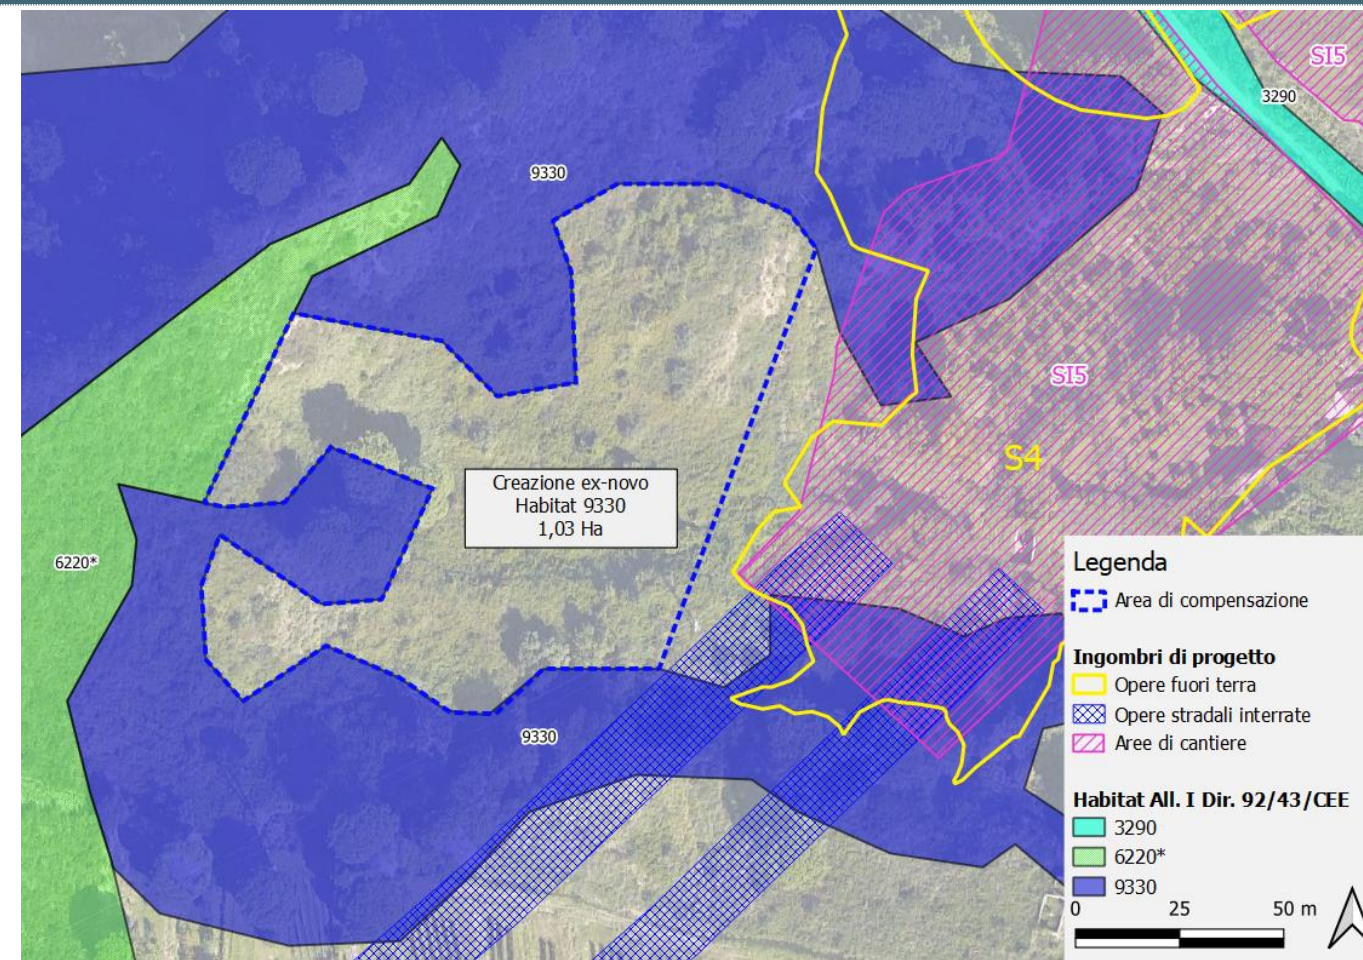 SI5
3290
9330
SI5
S4
Creazione ex-novo
Habitat 9330
1,03 Ha
6220*
9330
Legenda
Area di compensazione
Ingombri di progetto
Opere fuori terra
Opere stradali interrate
Aree di cantiere
Habitat All. I Dir. 92/43/CEE
3290
6220*
9330
0 25 50 m